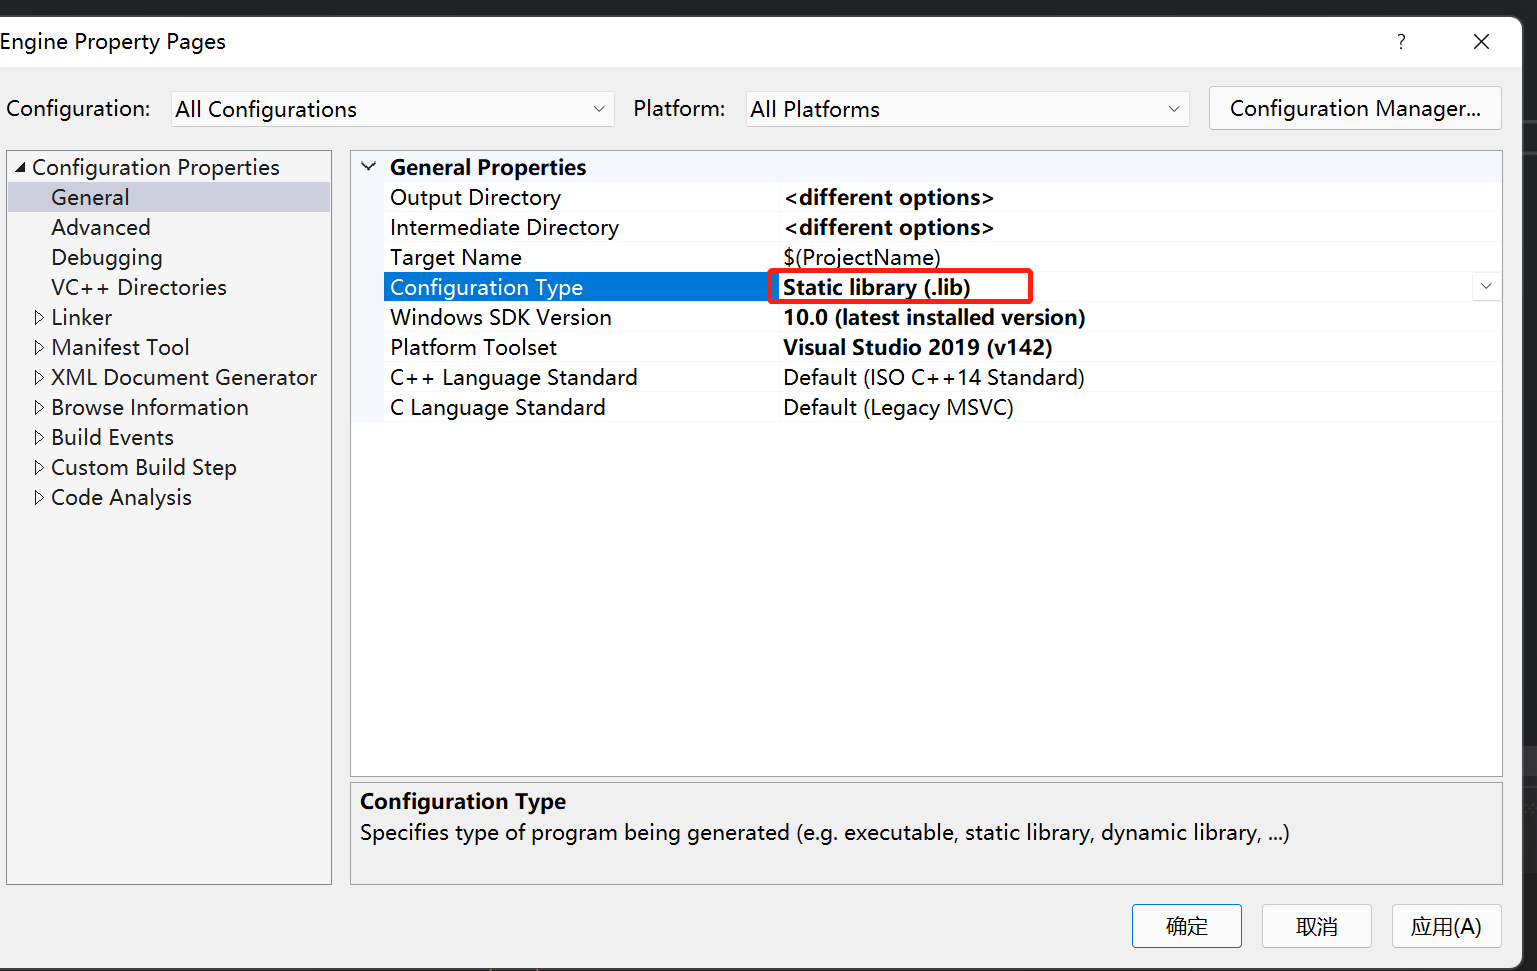 Engine Property Pages
?
Configuration: All Configurations Platform: All Platforms Configuration Manager...
Configuration Properties
General
Advanced
Debugging
VC++ Directories
Linker
Manifest Tool
XML Document Generator
Browse Information
Build Events
Custom Build Step
Code Analysis
General Properties
Output Directory <different options>
Intermediate Directory <different options>
Target Name $(ProjectName)
Configuration Type Static library (.lib)
Windows SDK Version 10.0 (latest installed version)
Platform Toolset Visual Studio 2019 (v142)
C++ Language Standard Default (ISO C++14 Standard)
C Language Standard Default (Legacy MSVC)
Configuration Type
Specifies type of program being generated (e.g. executable, static library, dynamic library, ...)
确定 取消 应用(A)